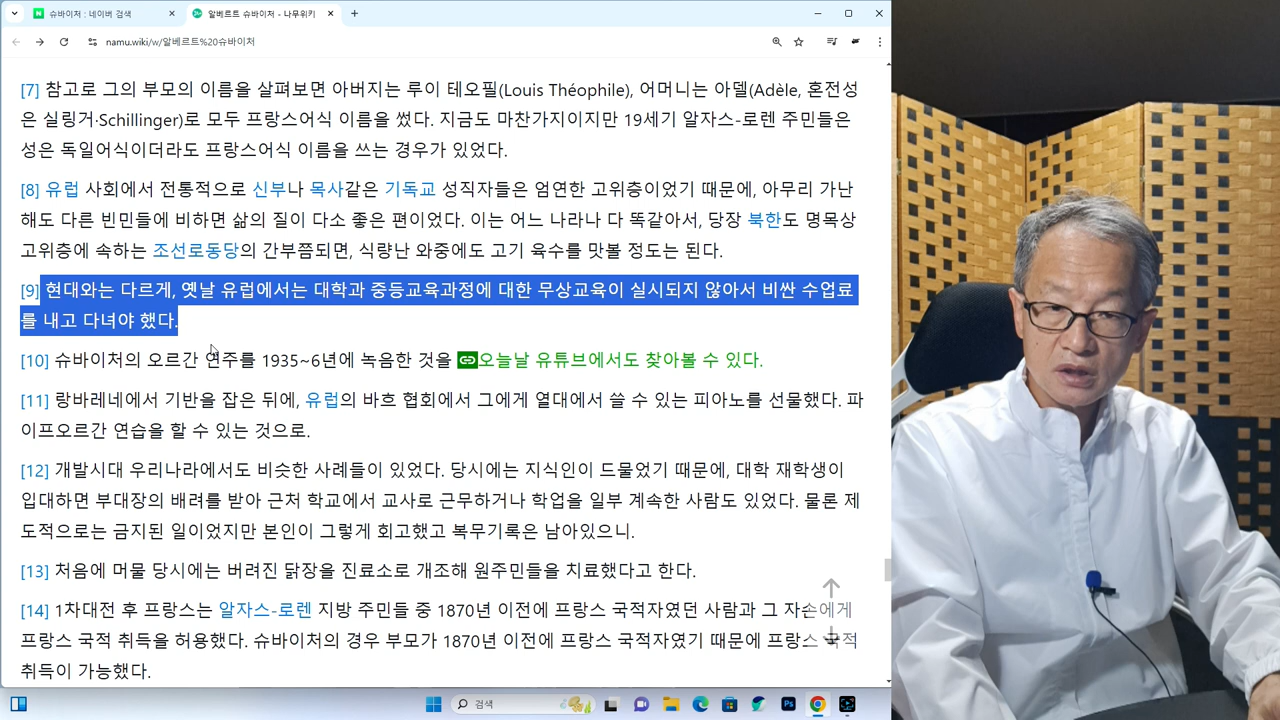 슈바이처 : 네이버 검색
알베르트 슈바이처 - 나무위키
namu.wiki/w/알베르트%20슈바이처
[7] 참고로 그의 부모의 이름을 살펴보면 아버지는 루이 테오필(Louis Théophile), 어머니는 아델(Adèle, 혼전성
은 실링거·Schillinger)로 모두 프랑스어식 이름을 썼다. 지금도 마찬가지이지만 19세기 알자스-로렌 주민들은
성은 독일어식이더라도 프랑스어식 이름을 쓰는 경우가 있었다.
[8] 유럽 사회에서 전통적으로 신부나 목사같은 기독교 성직자들은 엄연한 고위층이었기 때문에, 아무리 가난
해도 다른 빈민들에 비하면 삶의 질이 다소 좋은 편이었다. 이는 어느 나라나 다 똑같아서, 당장 북한도 명목상
고위층에 속하는 조선로동당의 간부쯤되면, 식량난 와중에도 고기 육수를 맛볼 정도는 된다.
[9] 현대와는 다르게, 옛날 유럽에서는 대학과 중등교육과정에 대한 무상교육이 실시되지 않아서 비싼 수업료
를 내고 다녀야 했다.
[10] 슈바이처의 오르간 연주를 1935~6년에 녹음한 것을 오늘날 유튜브에서도 찾아볼 수 있다.
[11] 랑바레네에서 기반을 잡은 뒤에, 유럽의 바흐 협회에서 그에게 열대에서 쓸 수 있는 피아노를 선물했다. 파
이프오르간 연습을 할 수 있는 것으로.
[12] 개발시대 우리나라에서도 비슷한 사례들이 있었다. 당시에는 지식인이 드물었기 때문에, 대학 재학생이
입대하면 부대장의 배려를 받아 근처 학교에서 교사로 근무하거나 학업을 일부 계속한 사람도 있었다. 물론 제
도적으로는 금지된 일이었지만 본인이 그렇게 회고했고 복무기록은 남아있으니.
[13] 처음에 머물 당시에는 버려진 닭장을 진료소로 개조해 원주민들을 치료했다고 한다.
[14] 1차대전 후 프랑스는 알자스-로렌 지방 주민들 중 1870년 이전에 프랑스 국적자였던 사람과 그 자손에게
프랑스 국적 취득을 허용했다. 슈바이처의 경우 부모가 1870년 이전에 프랑스 국적자였기 때문에 프랑스 국적
취득이 가능했다.
검색
Ps